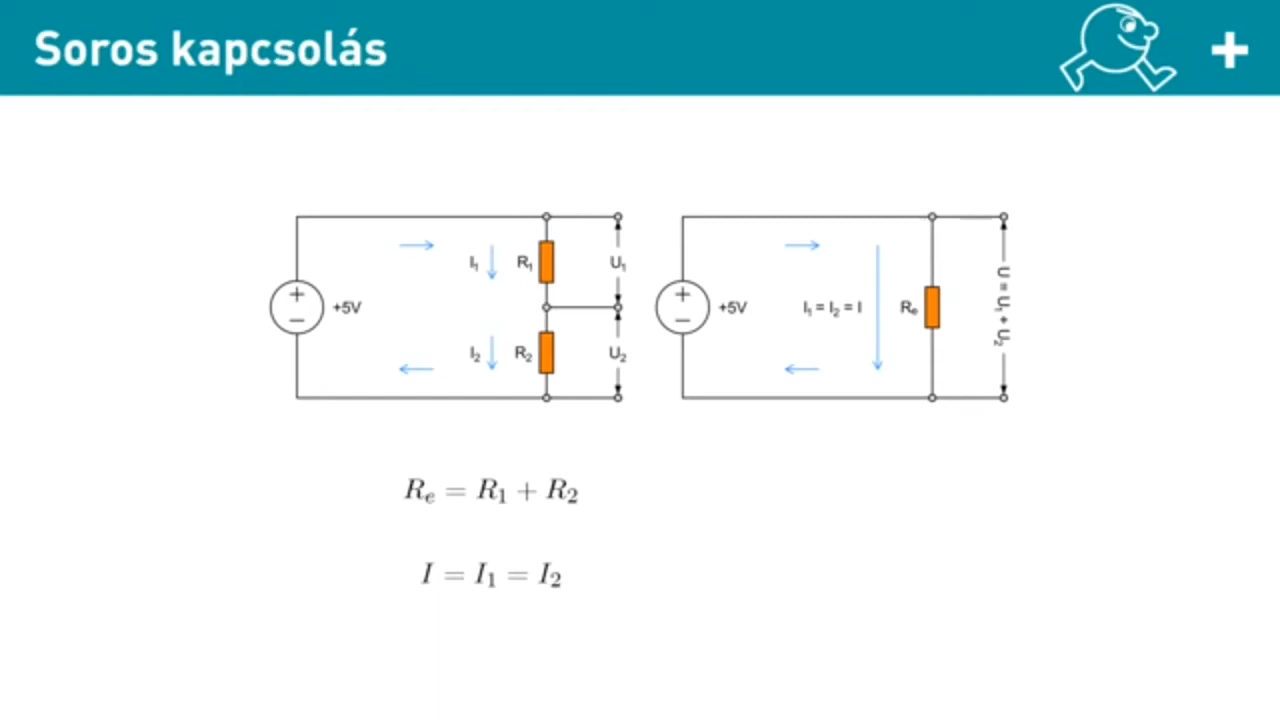 Soros kapcsolás
+
+5V
I₁
R₁
U₁
I₂
R₂
U₂
+5V
I₁ = I₂ = I
Rₑ
U = U₁ + U₂
Rₑ = R₁ + R₂
I = I₁ = I₂